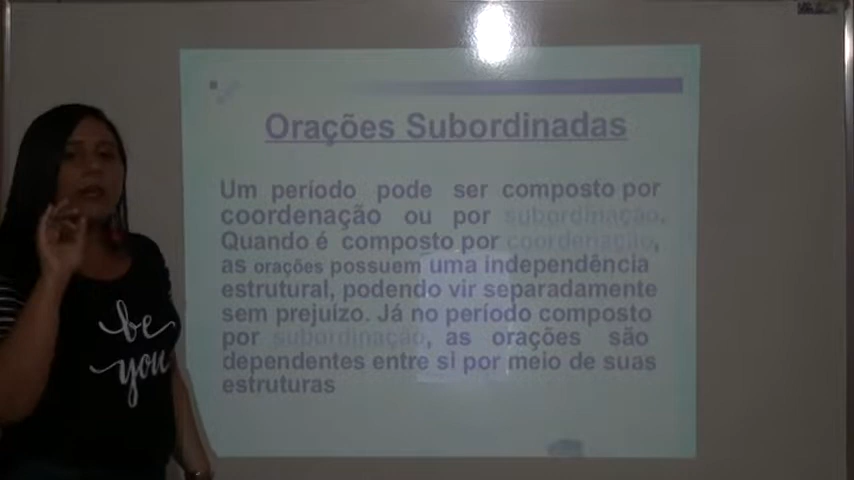 Orações Subordinadas
Um período pode ser composto por
coordenação ou por subordinação.
Quando é composto por coordenação,
as orações possuem uma independência
estrutural, podendo vir separadamente
sem prejuízo. Já no período composto
por subordinação, as orações são
dependentes entre si por meio de suas
estruturas
be
you